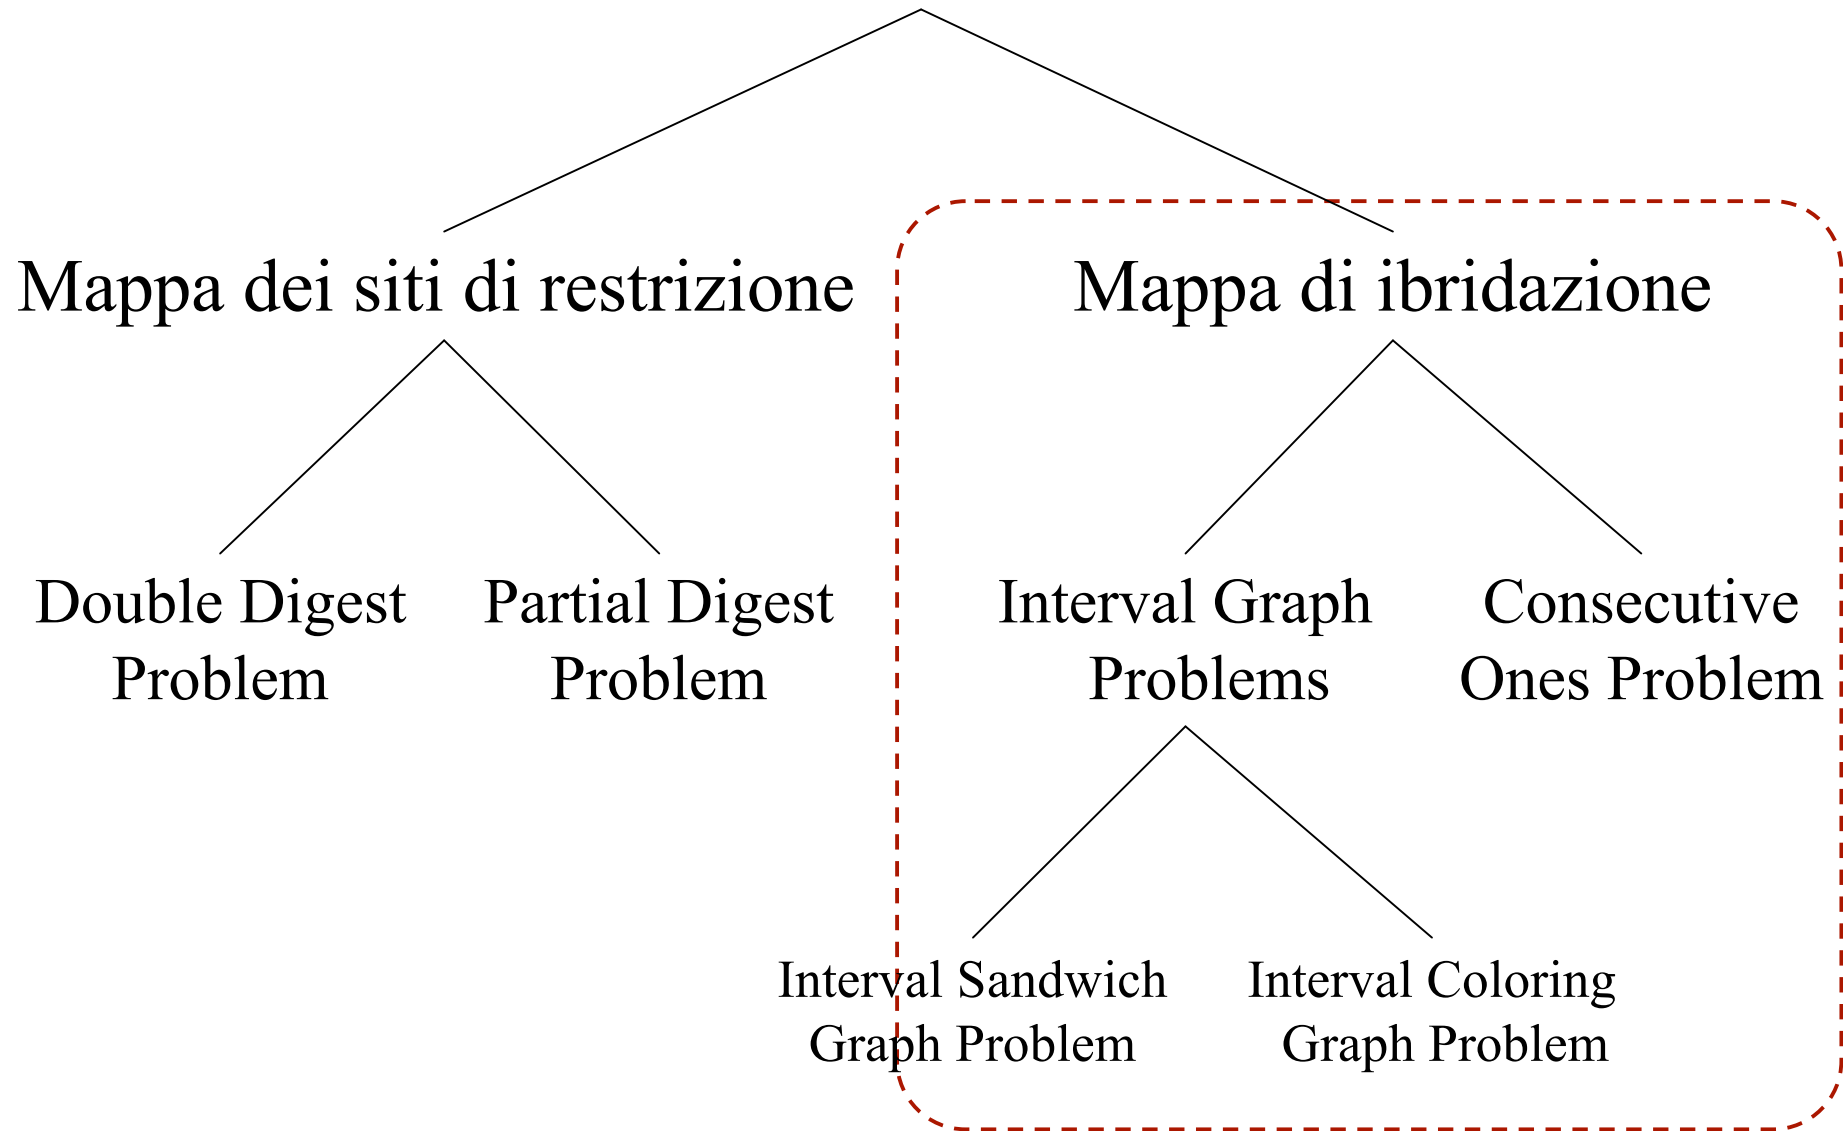 Mappa dei siti di restrizione
Mappa di ibridazione
Double Digest
Problem
Partial Digest
Problem
Interval Graph
Problems
Consecutive
Ones Problem
Interval Sandwich
Graph Problem
Interval Coloring
Graph Problem